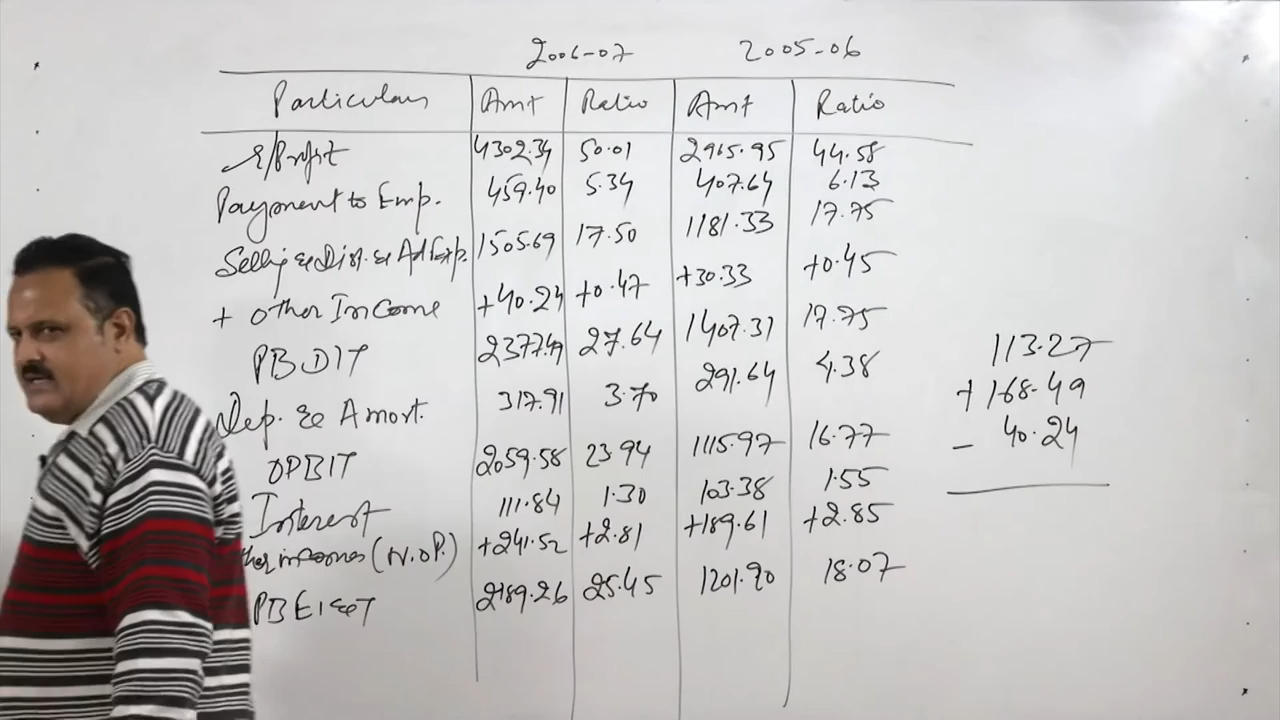 2006-07 2005-06
Particulars Amt Ratio Amt Ratio
G/Profit 4302.34 50.01 2965.95 44.58
Payment to Emp. 459.40 5.34 407.64 6.13
Selling & Dist. & Ad Exp. 1505.69 17.50 1181.33 17.75
+ Other Income +40.24 +0.47 +30.33 +0.45
PBDIT 2377.49 27.64 1407.31 17.75
Dep. & Amort. 317.91 3.70 291.64 4.38
OPBIT 2059.58 23.94 1115.97 16.77
Interest 111.84 1.30 103.38 1.55
ther incomes (N.OP.) +241.52 +2.81 +189.61 +2.85
PBEI&T 2189.26 25.45 1201.90 18.07
113.27
+ 168.49
- 40.24